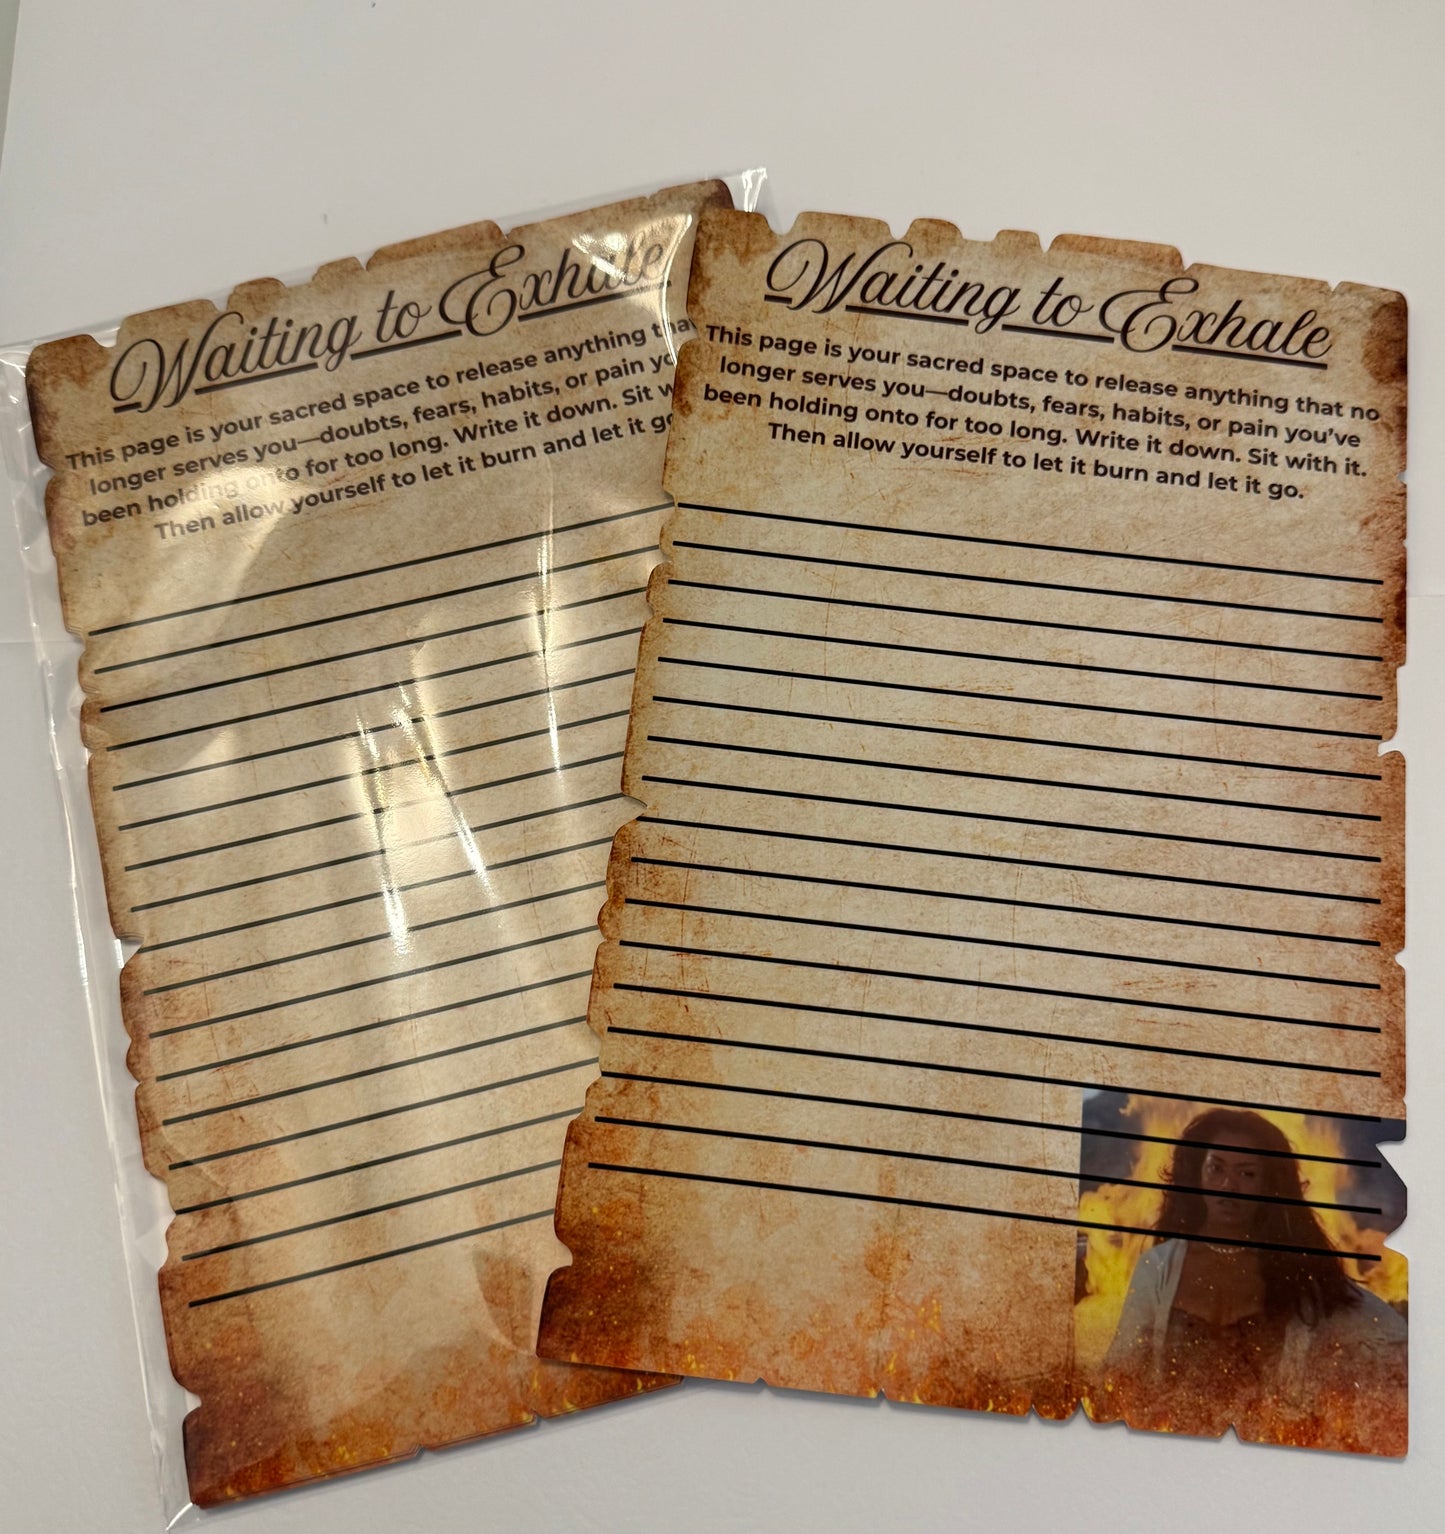 Waiting to Exhale
This page is your sacred space to release anything tha
longer serves you—doubts, fears, habits, or pain yo
been holding onto for too long. Write it down. Sit w
Then allow yourself to let it burn and let it go
Waiting to Exhale
This page is your sacred space to release anything that no
longer serves you—doubts, fears, habits, or pain you've
been holding onto for too long. Write it down. Sit with it.
Then allow yourself to let it burn and let it go.